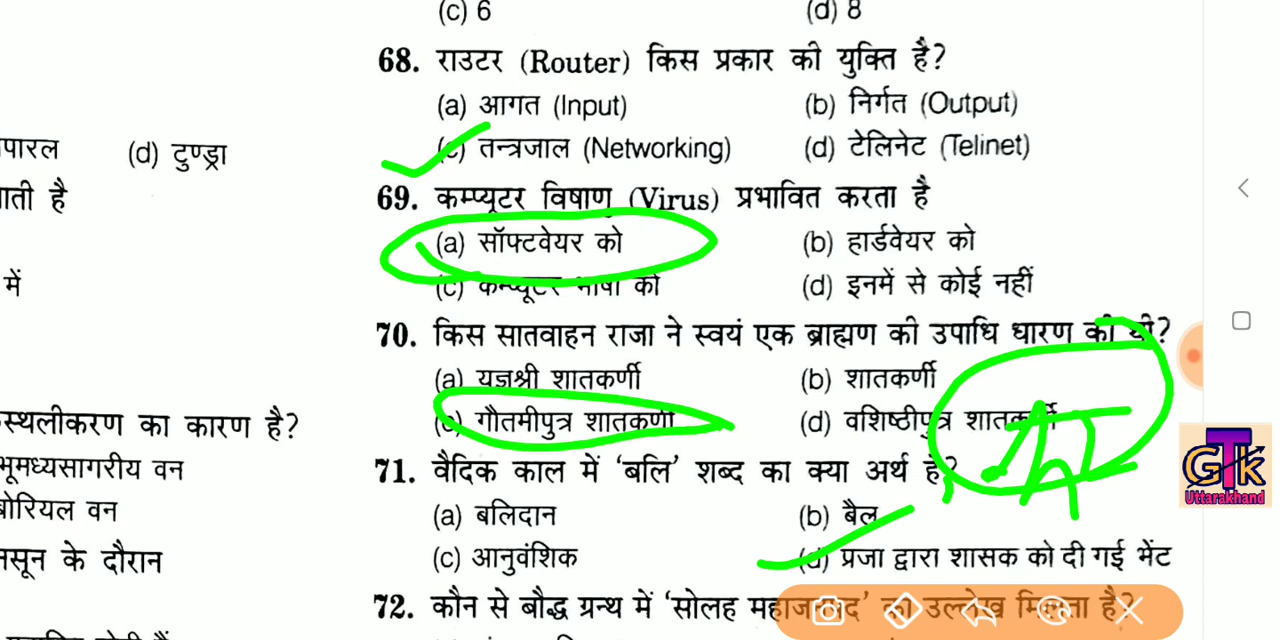 पारल (d) टुण्ड्रा
ाती है
में
स्थलीकरण का कारण है?
भूमध्यसागरीय वन
बोरियल वन
नसून के दौरान
(c) 6 (d) 8
68. राउटर (Router) किस प्रकार की युक्ति है?
(a) आगत (Input) (b) निर्गत (Output)
(c) तन्त्रजाल (Networking) (d) टेलिनेट (Telinet)
69. कम्प्यूटर विषाणु (Virus) प्रभावित करता है
(a) सॉफ्टवेयर को (b) हार्डवेयर को
(c) कम्प्यूटर भाषा को (d) इनमें से कोई नहीं
70. किस सातवाहन राजा ने स्वयं एक ब्राह्मण की उपाधि धारण की थी?
(a) यज्ञश्री शातकर्णी (b) शातकर्णी
(c) गौतमीपुत्र शातकर्णी (d) वशिष्ठीपुत्र शातकर्णी
71. वैदिक काल में ‘बलि’ शब्द का क्या अर्थ है?
(a) बलिदान (b) बैल
(c) आनुवंशिक (d) प्रजा द्वारा शासक को दी गई भेंट
72. कौन से बौद्ध ग्रन्थ में ‘सोलह महाजनपद’ का उल्लेख मिलता है?
GTK
Uttarakhand